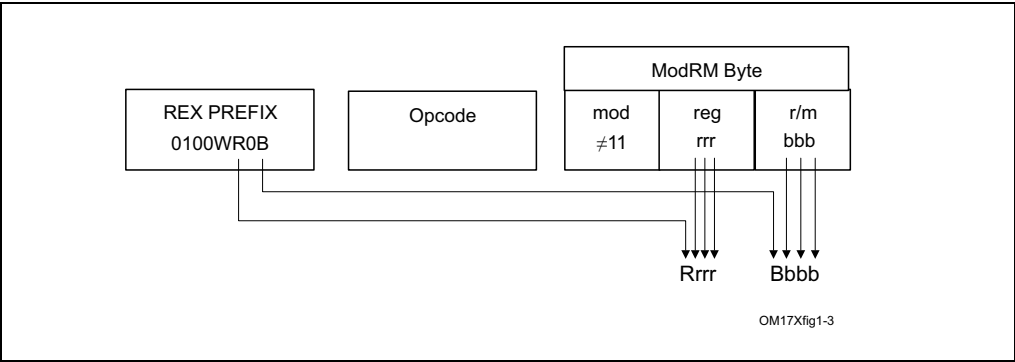 ModRM Byte
REX PREFIX
0100WR0B
Opcode
mod
≠11
reg
rrr
r/m
bbb
Rrrr
Bbbb
OM17Xfig1-3